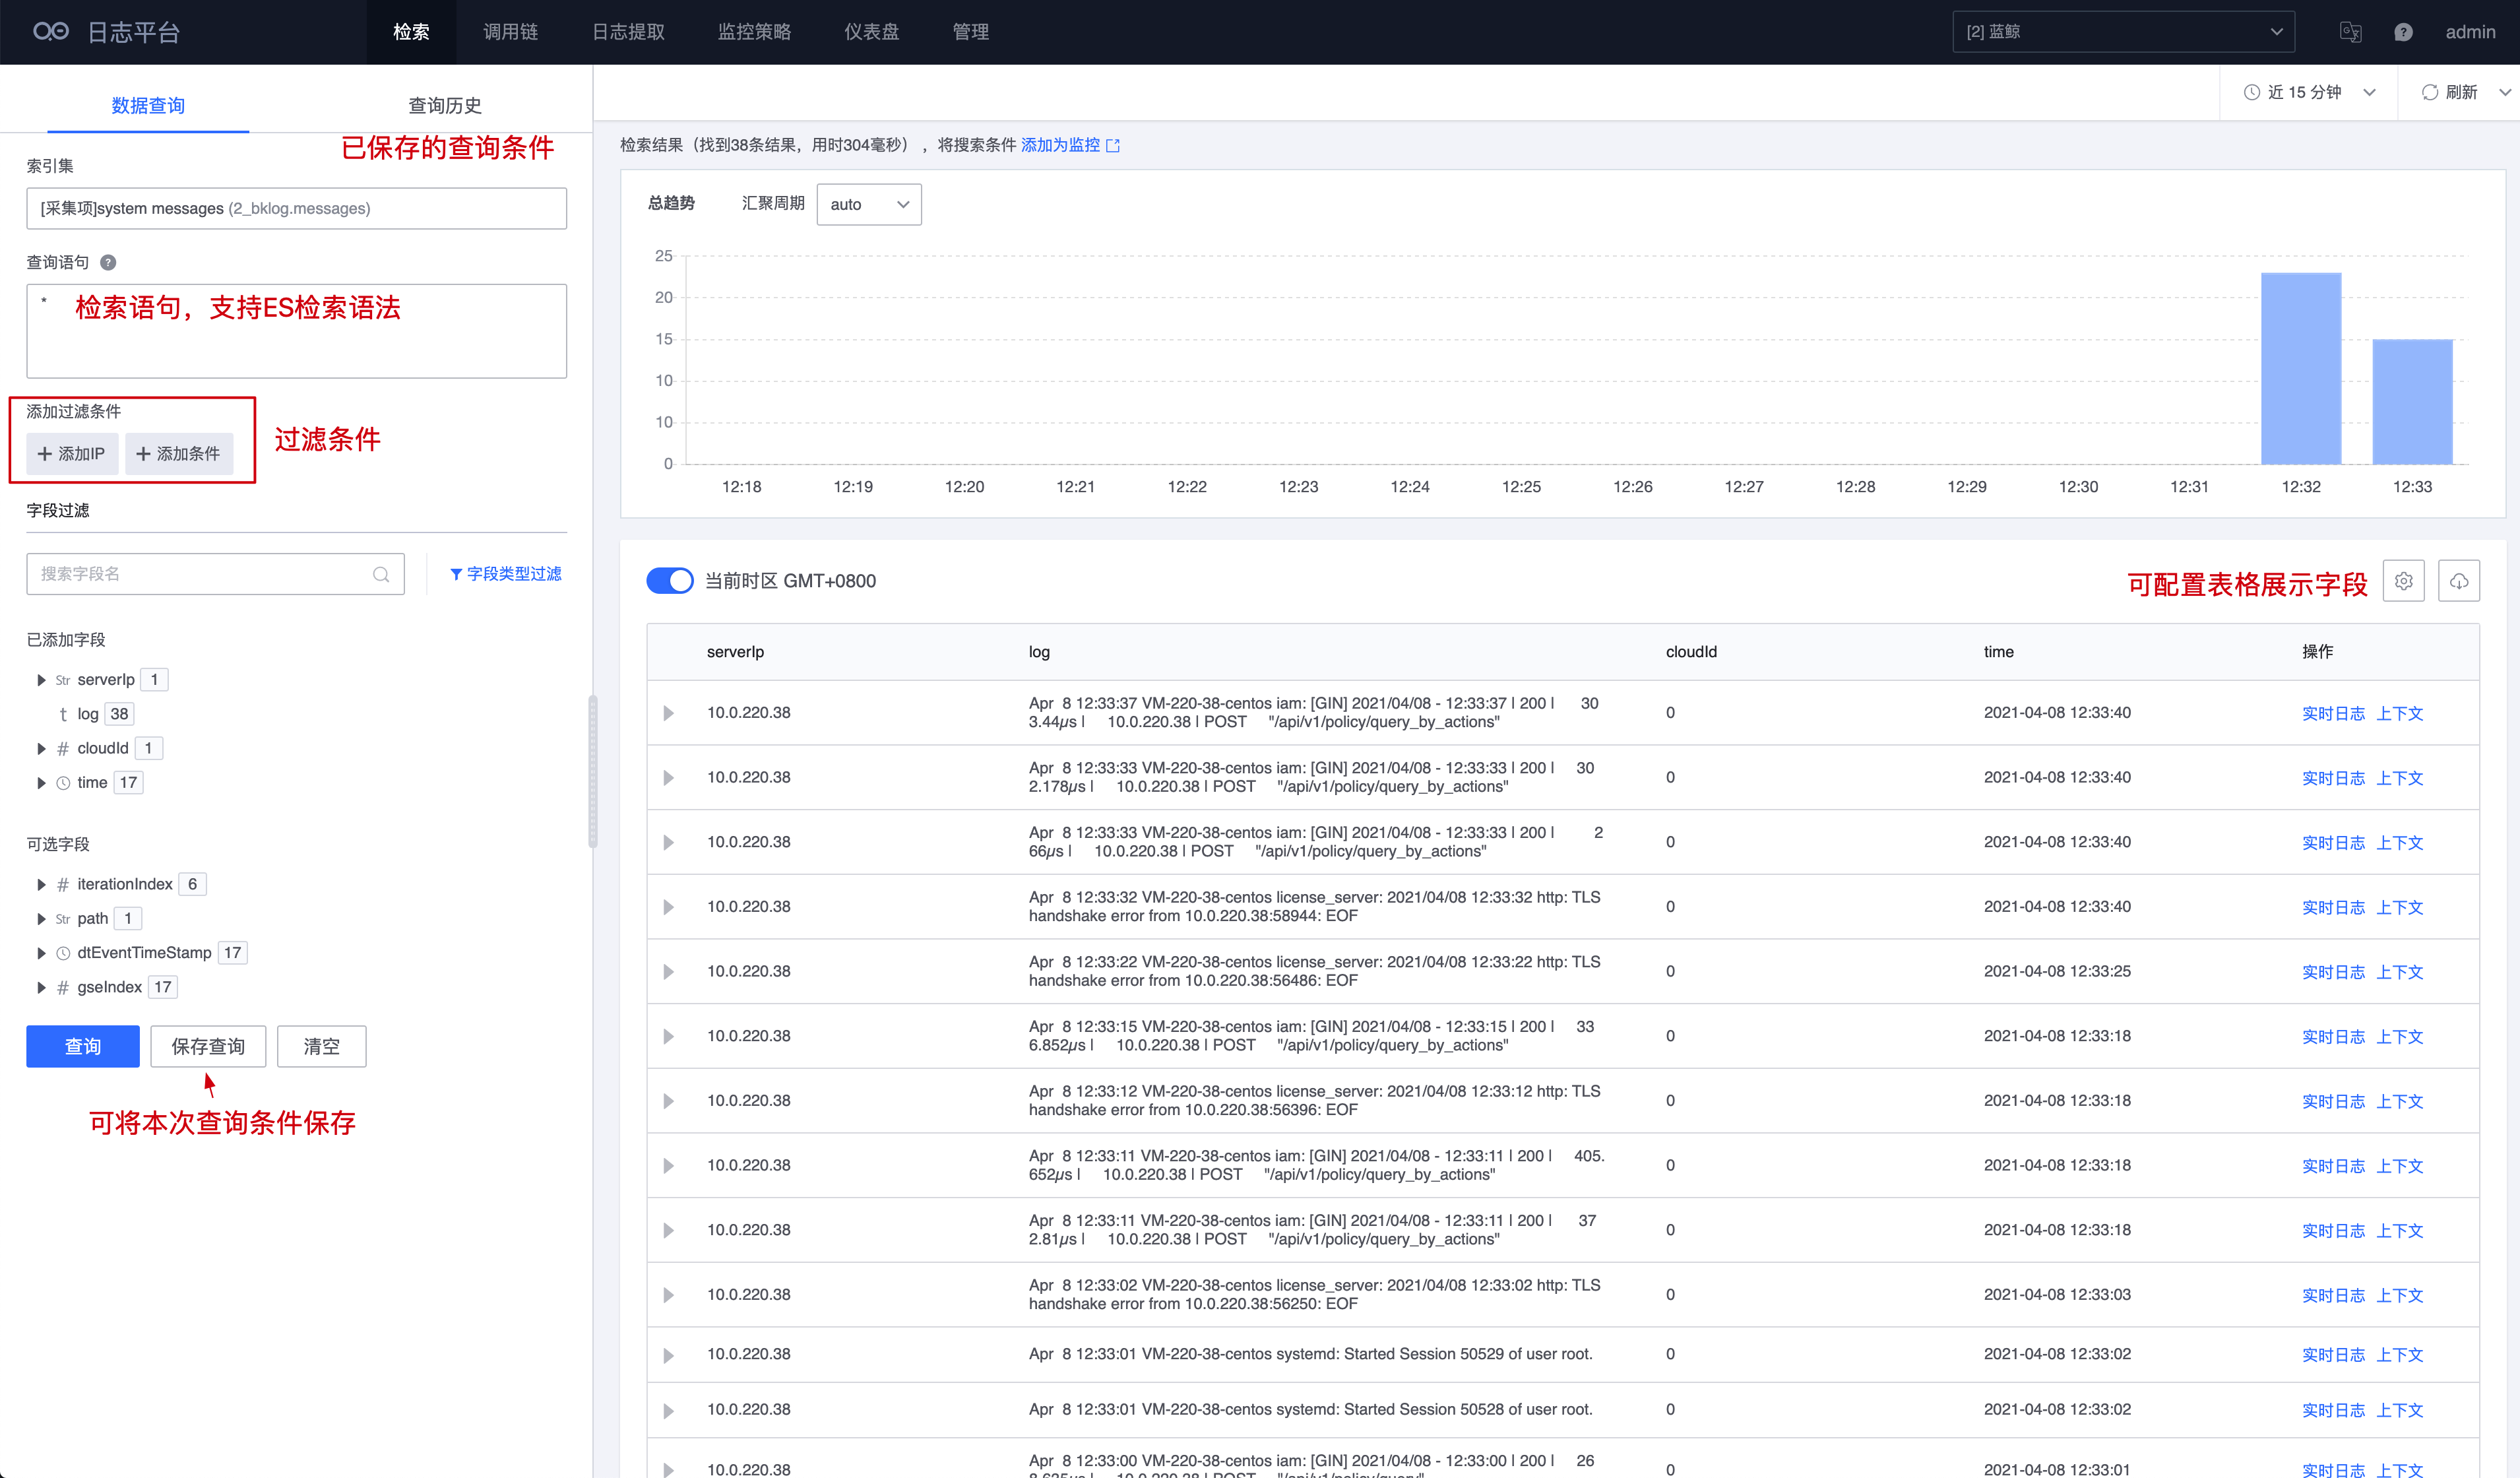 日志平台
检索
调用链
日志提取
监控策略
仪表盘
管理
[2] 蓝鲸
admin
数据查询
查询历史
近 15 分钟
刷新
已保存的查询条件
检索结果（找到38条结果，用时304毫秒），将搜索条件 添加为监控
索引集
[采集项]system messages (2_bklog.messages)
查询语句 ?
* 检索语句，支持ES检索语法
添加过滤条件
+ 添加IP
+ 添加条件
过滤条件
字段过滤
搜索字段名
字段类型过滤
已添加字段
Str serverIp 1
t log 38
# cloudId 1
time 17
可选字段
# iterationIndex 6
Str path 1
dtEventTimeStamp 17
# gseIndex 17
查询
保存查询
清空
可将本次查询条件保存
总趋势
汇聚周期
auto
25
20
15
10
10
0
12:18 12:19 12:20 12:21 12:22 12:23 12:24 12:25 12:26 12:27 12:28 12:29 12:30 12:31 12:32 12:33
当前时区 GMT+0800
可配置表格展示字段
serverIp log cloudId time 操作
10.0.220.38
Apr 8 12:33:37 VM-220-38-centos iam: [GIN] 2021/04/08 - 12:33:37 | 200 | 30
3.44µs | 10.0.220.38 | POST "/api/v1/policy/query_by_actions"
0 2021-04-08 12:33:40 实时日志 上下文
10.0.220.38
Apr 8 12:33:33 VM-220-38-centos iam: [GIN] 2021/04/08 - 12:33:33 | 200 | 30
2.178µs | 10.0.220.38 | POST "/api/v1/policy/query_by_actions"
0 2021-04-08 12:33:40 实时日志 上下文
10.0.220.38
Apr 8 12:33:33 VM-220-38-centos iam: [GIN] 2021/04/08 - 12:33:33 | 200 | 2
66µs | 10.0.220.38 | POST "/api/v1/policy/query_by_actions"
0 2021-04-08 12:33:40 实时日志 上下文
10.0.220.38
Apr 8 12:33:32 VM-220-38-centos license_server: 2021/04/08 12:33:32 http: TLS
handshake error from 10.0.220.38:58944: EOF
0 2021-04-08 12:33:40 实时日志 上下文
10.0.220.38
Apr 8 12:33:22 VM-220-38-centos license_server: 2021/04/08 12:33:22 http: TLS
handshake error from 10.0.220.38:56486: EOF
0 2021-04-08 12:33:25 实时日志 上下文
10.0.220.38
Apr 8 12:33:15 VM-220-38-centos iam: [GIN] 2021/04/08 - 12:33:15 | 200 | 33
6.852µs | 10.0.220.38 | POST "/api/v1/policy/query_by_actions"
0 2021-04-08 12:33:18 实时日志 上下文
10.0.220.38
Apr 8 12:33:12 VM-220-38-centos license_server: 2021/04/08 12:33:12 http: TLS
handshake error from 10.0.220.38:56396: EOF
0 2021-04-08 12:33:18 实时日志 上下文
10.0.220.38
Apr 8 12:33:11 VM-220-38-centos iam: [GIN] 2021/04/08 - 12:33:11 | 200 | 405.
652µs | 10.0.220.38 | POST "/api/v1/policy/query_by_actions"
0 2021-04-08 12:33:18 实时日志 上下文
10.0.220.38
Apr 8 12:33:11 VM-220-38-centos iam: [GIN] 2021/04/08 - 12:33:11 | 200 | 37
2.81µs | 10.0.220.38 | POST "/api/v1/policy/query_by_actions"
0 2021-04-08 12:33:18 实时日志 上下文
10.0.220.38
Apr 8 12:33:02 VM-220-38-centos license_server: 2021/04/08 12:33:02 http: TLS
handshake error from 10.0.220.38:56250: EOF
0 2021-04-08 12:33:03 实时日志 上下文
10.0.220.38 Apr 8 12:33:01 VM-220-38-centos systemd: Started Session 50529 of user root. 0 2021-04-08 12:33:02 实时日志 上下文
10.0.220.38 Apr 8 12:33:01 VM-220-38-centos systemd: Started Session 50528 of user root. 0 2021-04-08 12:33:02 实时日志 上下文
10.0.220.38
Apr 8 12:33:00 VM-220-38-centos iam: [GIN] 2021/04/08 - 12:33:00 | 200 | 26
8.635µs | 10.0.220.38 | POST "/api/v1/policy/query"
0 2021-04-08 12:33:01 实时日志 上下文